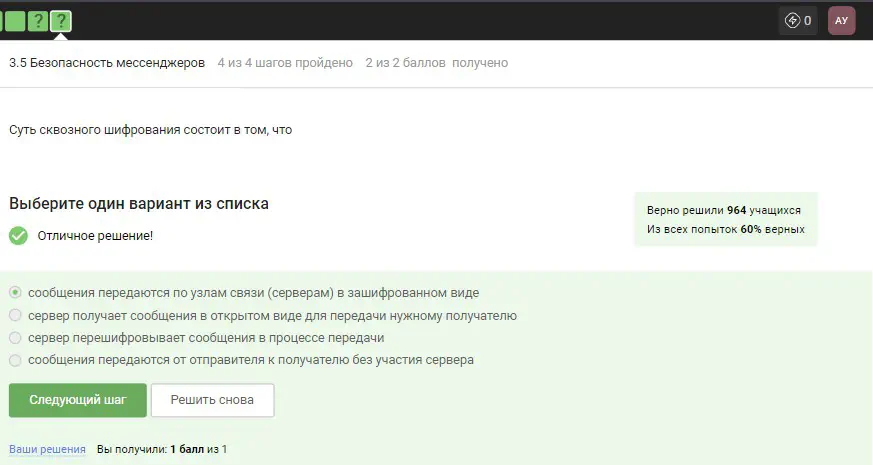 ? ? 0 АУ
3.5 Безопасность мессенджеров 4 из 4 шагов пройдено 2 из 2 баллов получено
Суть сквозного шифрования состоит в том, что
Выберите один вариант из списка
Верно решили 964 учащихся
Отличное решение!
Из всех попыток 60% верных
сообщения передаются по узлам связи (серверам) в зашифрованном виде
сервер получает сообщения в открытом виде для передачи нужному получателю
сервер перешифровывает сообщения в процессе передачи
сообщения передаются от отправителя к получателю без участия сервера
Следующий шаг Решить снова
Ваши решения Вы получили: 1 балл из 1